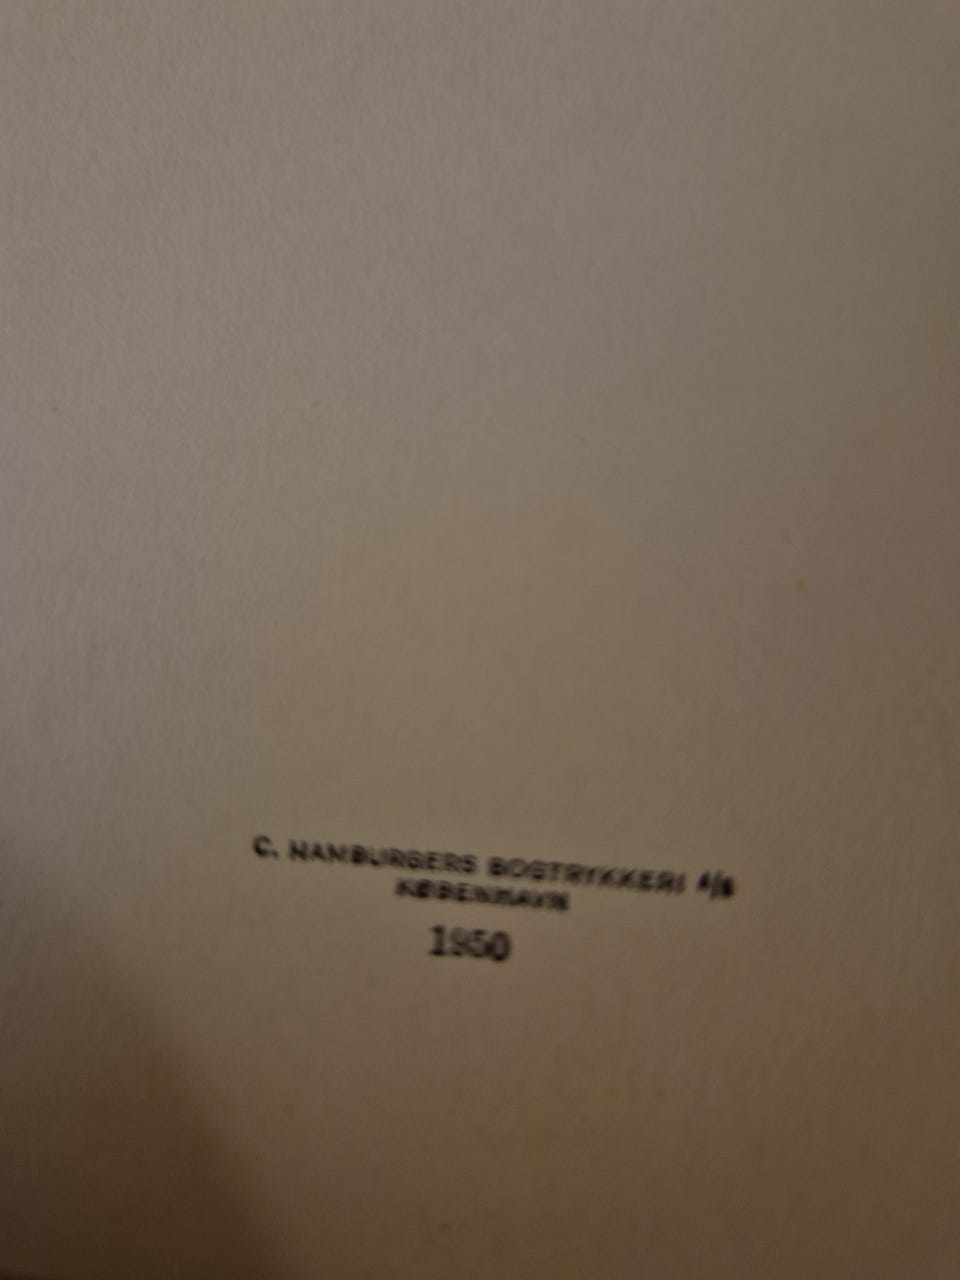 C. HAMBURGERS BOGTRYKKERI A/S
KØBENHAVN
1950